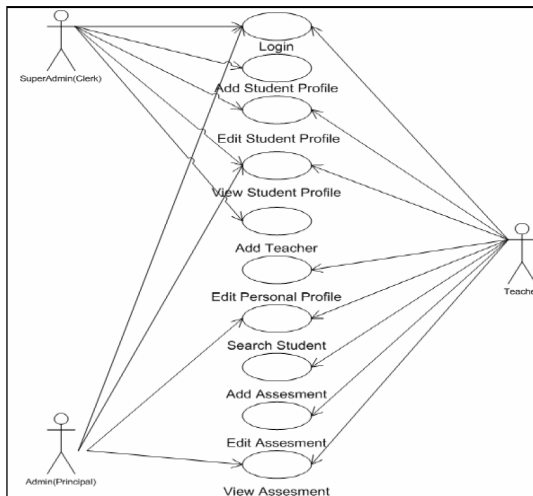 Login
SuperAdmin(Clerk)
Add Student Profile
Edit Student Profile
View Student Profile
Add Teacher
Edit Personal Profile
Teacher
Search Student
Add Assesment
Edit Assesment
Admin(Principal)
View Assesment